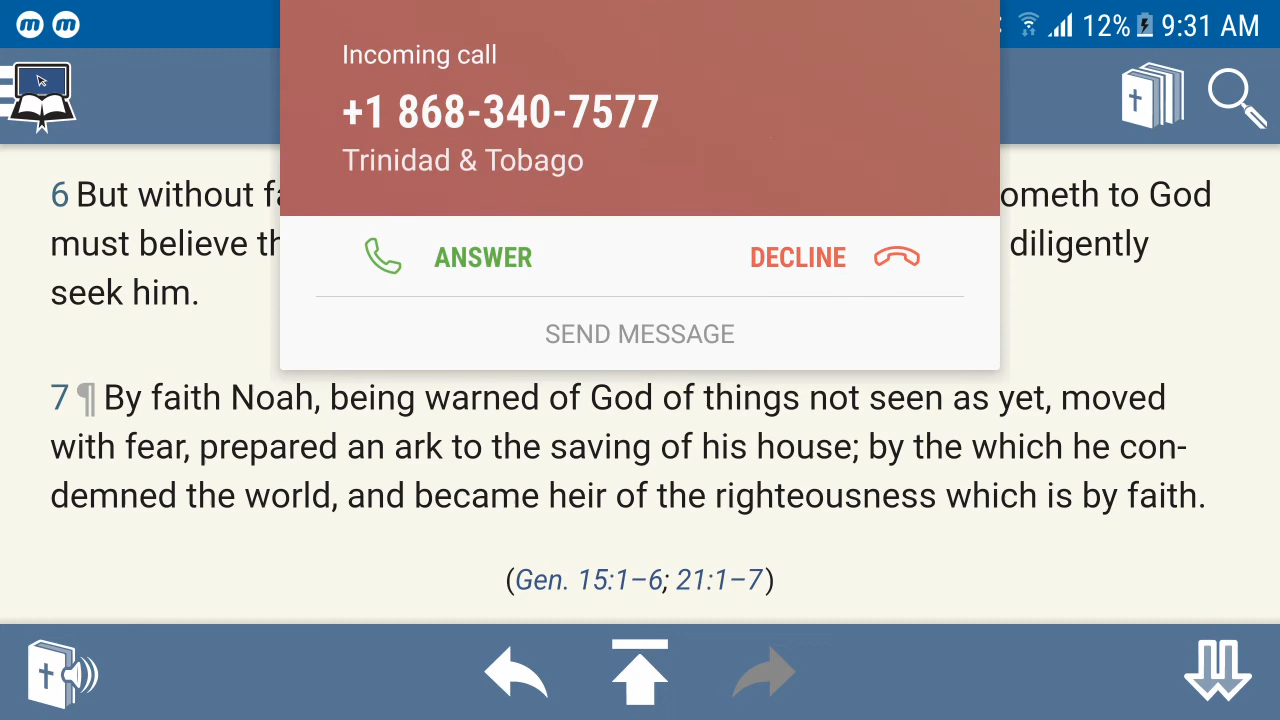 12% 9:31 AM
Incoming call
+1 868-340-7577
Trinidad & Tobago
ANSWER DECLINE
SEND MESSAGE
6 But without ometh to God
must believe diligently
seek him.
7 ¶ By faith Noah, being warned of God of things not seen as yet, moved
with fear, prepared an ark to the saving of his house; by the which he con-
demned the world, and became heir of the righteousness which is by faith.
(Gen. 15:1–6; 21:1–7)